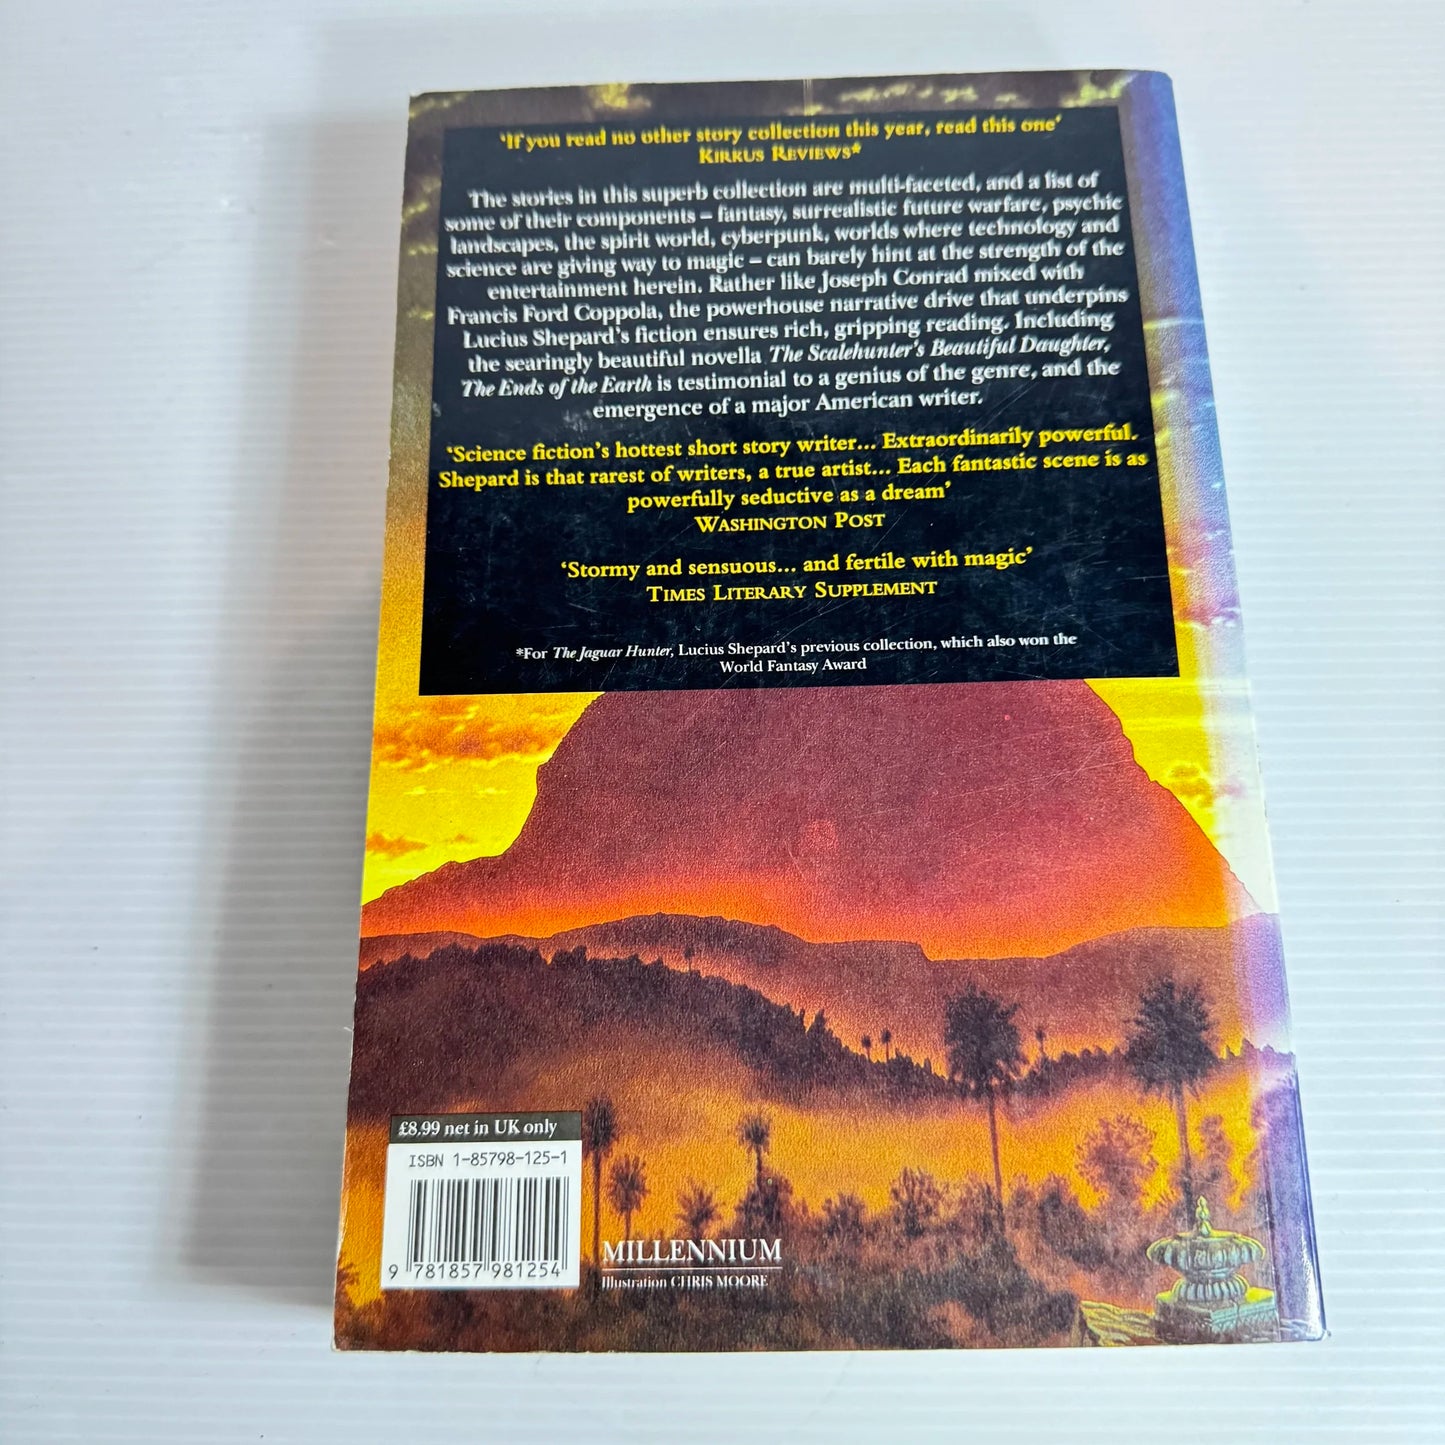 ‘If you read no other story collection this year, read this one’
KIRKUS REVIEWS*
The stories in this superb collection are multi-faceted, and a list of
some of their components – fantasy, surrealistic future warfare, psychic
landscapes, the spirit world, cyberpunk, worlds where technology and
science are giving way to magic – can barely hint at the strength of the
entertainment herein. Rather like Joseph Conrad mixed with
Francis Ford Coppola, the powerhouse narrative drive that underpins
Lucius Shepard’s fiction ensures rich, gripping reading. Including
the searingly beautiful novella The Scalehunter’s Beautiful Daughter,
The Ends of the Earth is testimonial to a genius of the genre, and the
emergence of a major American writer.
‘Science fiction’s hottest short story writer... Extraordinarily powerful.
Shepard is that rarest of writers, a true artist... Each fantastic scene is as
powerfully seductive as a dream’
WASHINGTON POST
‘Stormy and sensuous... and fertile with magic’
TIMES LITERARY SUPPLEMENT
*For The Jaguar Hunter, Lucius Shepard’s previous collection, which also won the
World Fantasy Award
£8.99 net in UK only
ISBN 1-85798-125-1
9 781857 981254
MILLENNIUM
Illustration CHRIS MOORE